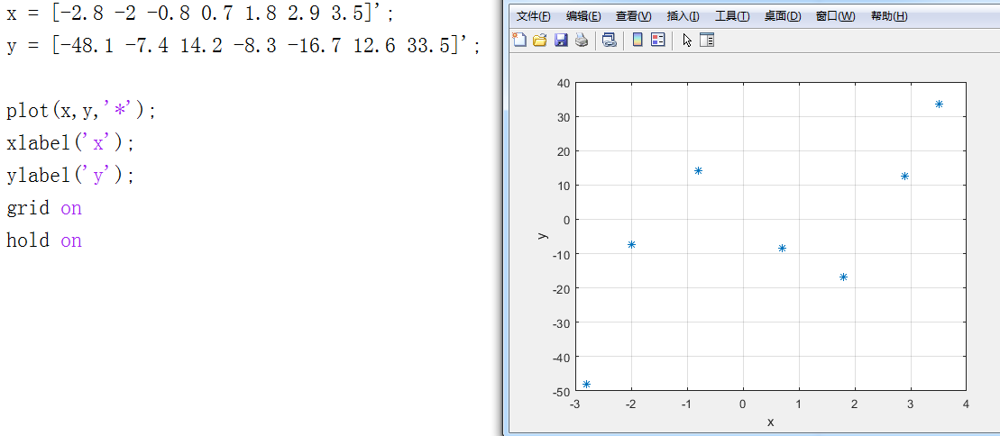 x = [-2.8 -2 -0.8 0.7 1.8 2.9 3.5]';
y = [-48.1 -7.4 14.2 -8.3 -16.7 12.6 33.5]';
plot(x,y,'*');
xlabel('x');
ylabel('y');
grid on
hold on
文件(F) 编辑(E) 查看(V) 插入(I) 工具(T) 桌面(D) 窗口(W) 帮助(H)
40
30
20
10
0
-10
-20
-30
-40
-50
y
-3 -2 -1 0 1 2 3 4
x